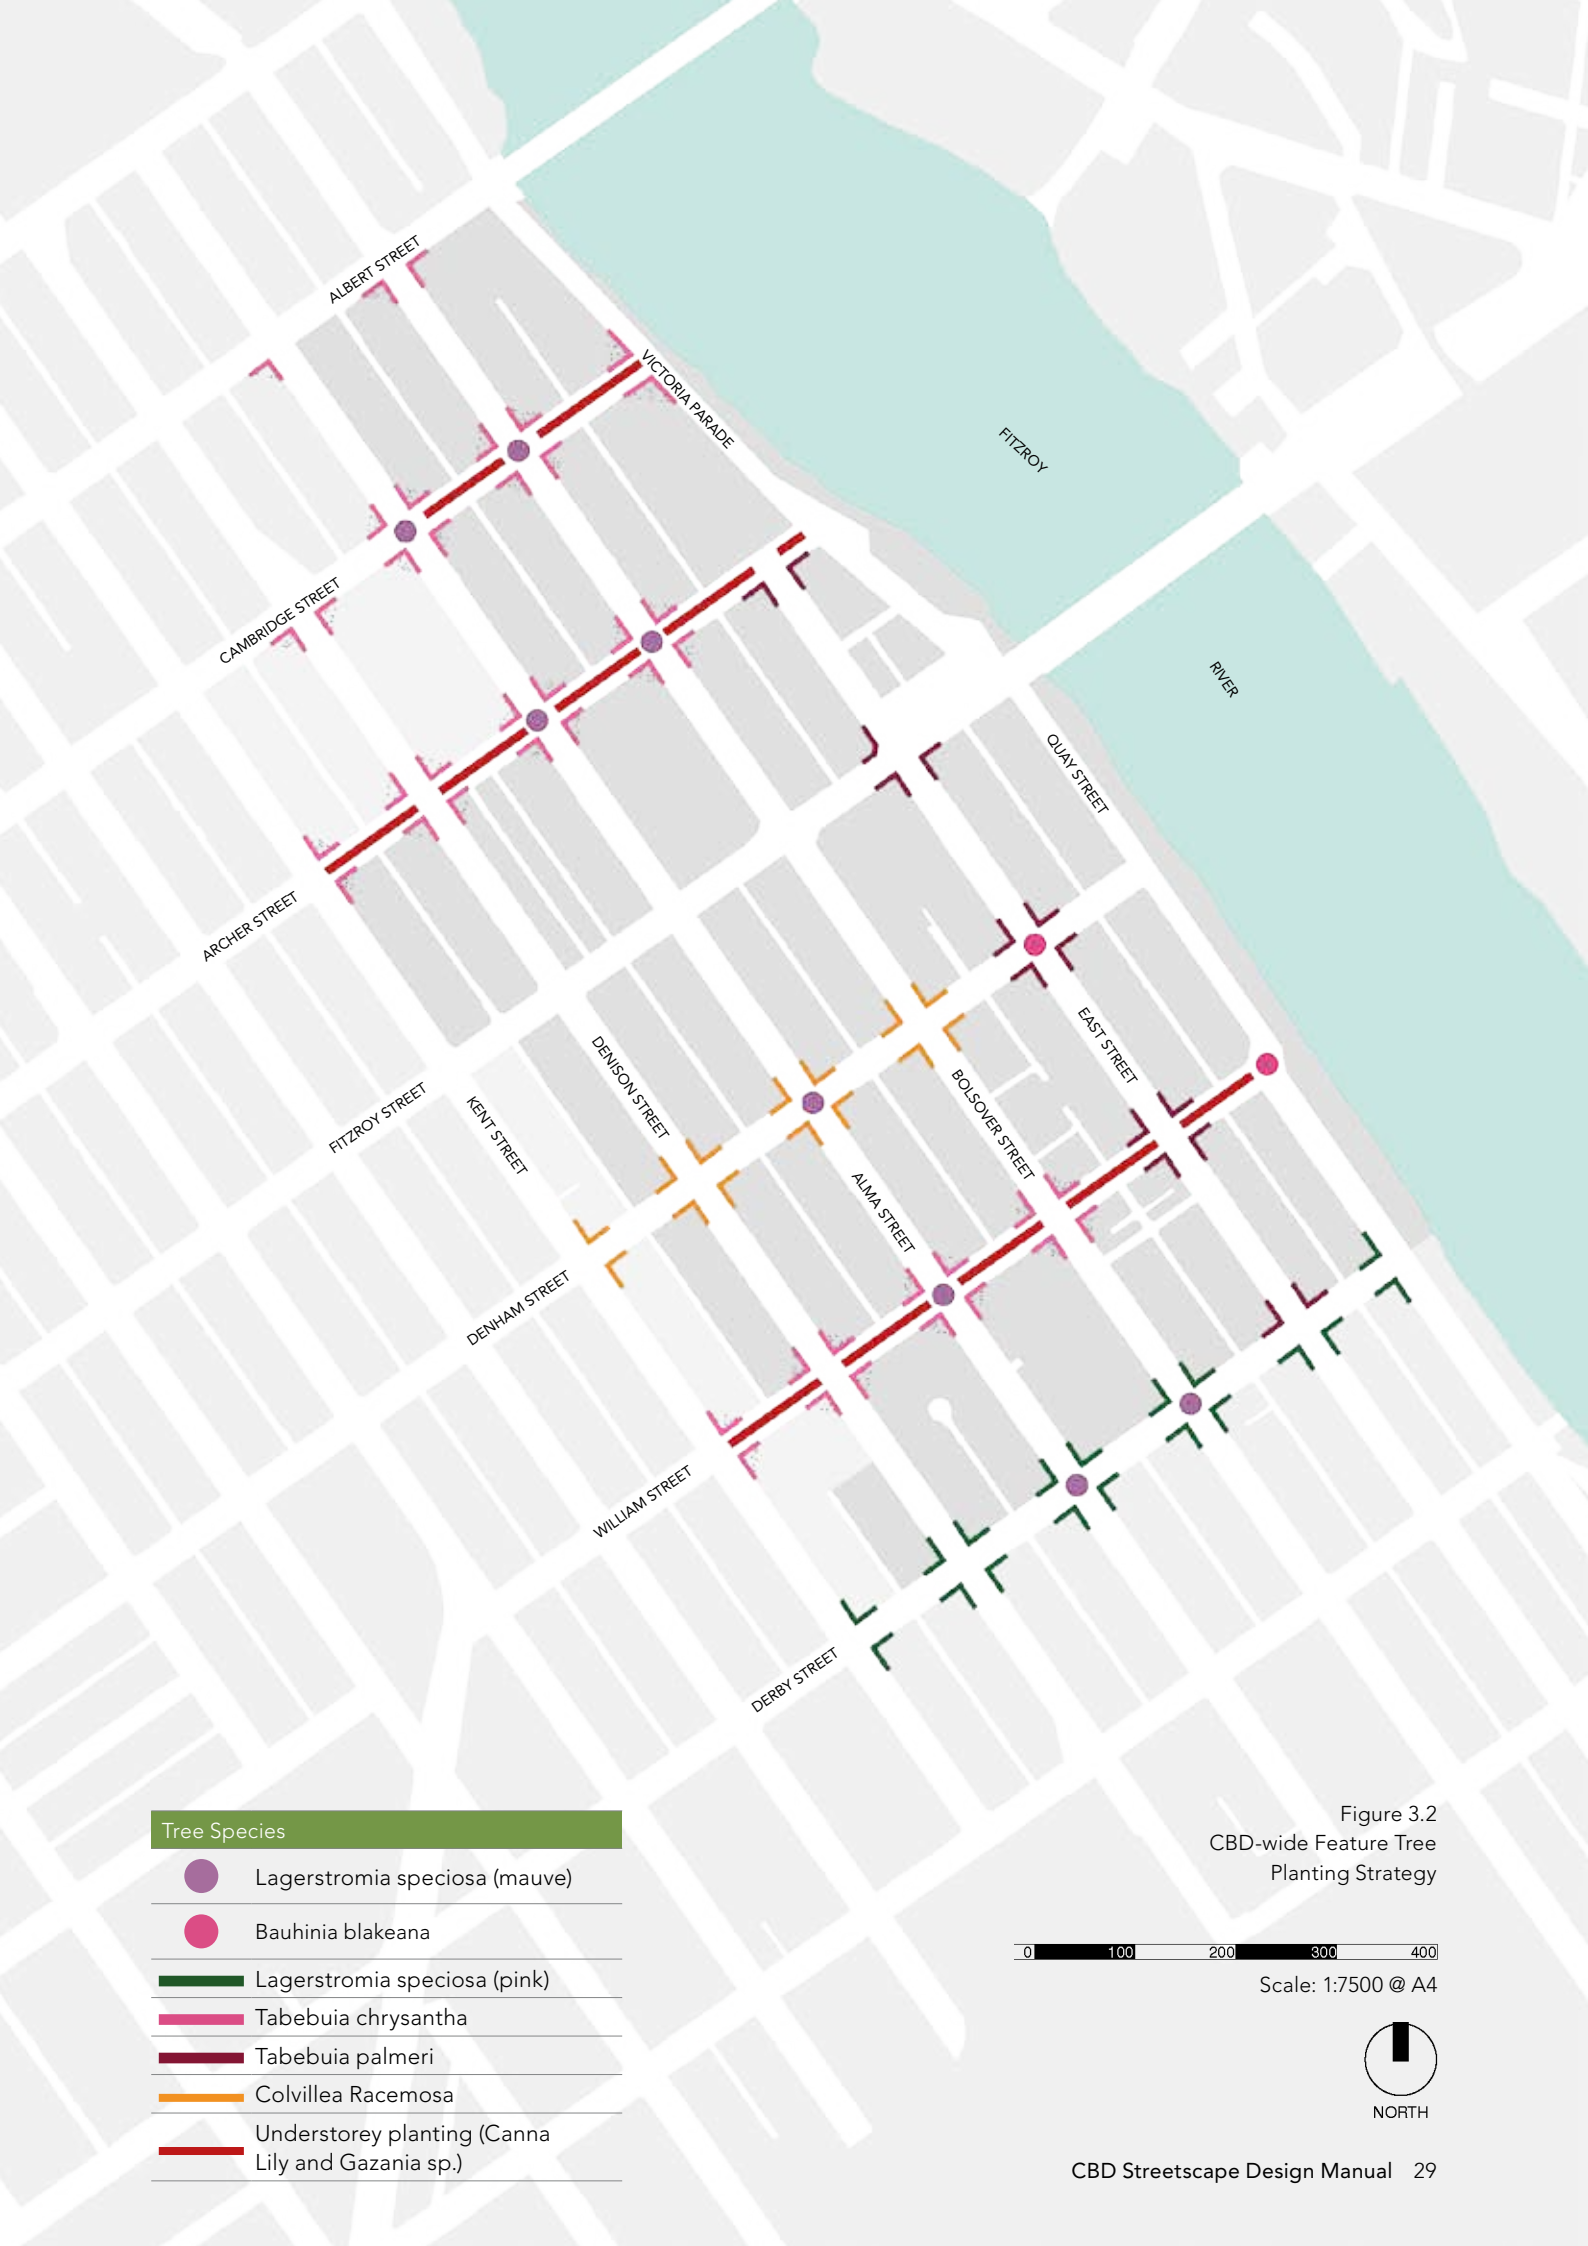 ALBERT STREET
VICTORIA PARADE
FITZROY
CAMBRIDGE STREET
RIVER
QUAY STREET
ARCHER STREET
EAST STREET
DENISON STREET
BOLSOVER STREET
FITZROY STREET
KENT STREET
ALMA STREET
DENHAM STREET
WILLIAM STREET
DERBY STREET
Tree Species
Lagerstromia speciosa (mauve)
Bauhinia blakeana
Lagerstromia speciosa (pink)
Tabebuia chrysantha
Tabebuia palmeri
Colvillea Racemosa
Understorey planting (Canna
Lily and Gazania sp.)
Figure 3.2
CBD-wide Feature Tree
Planting Strategy
0 100 200 300 400
Scale: 1:7500 @ A4
NORTH
CBD Streetscape Design Manual 29